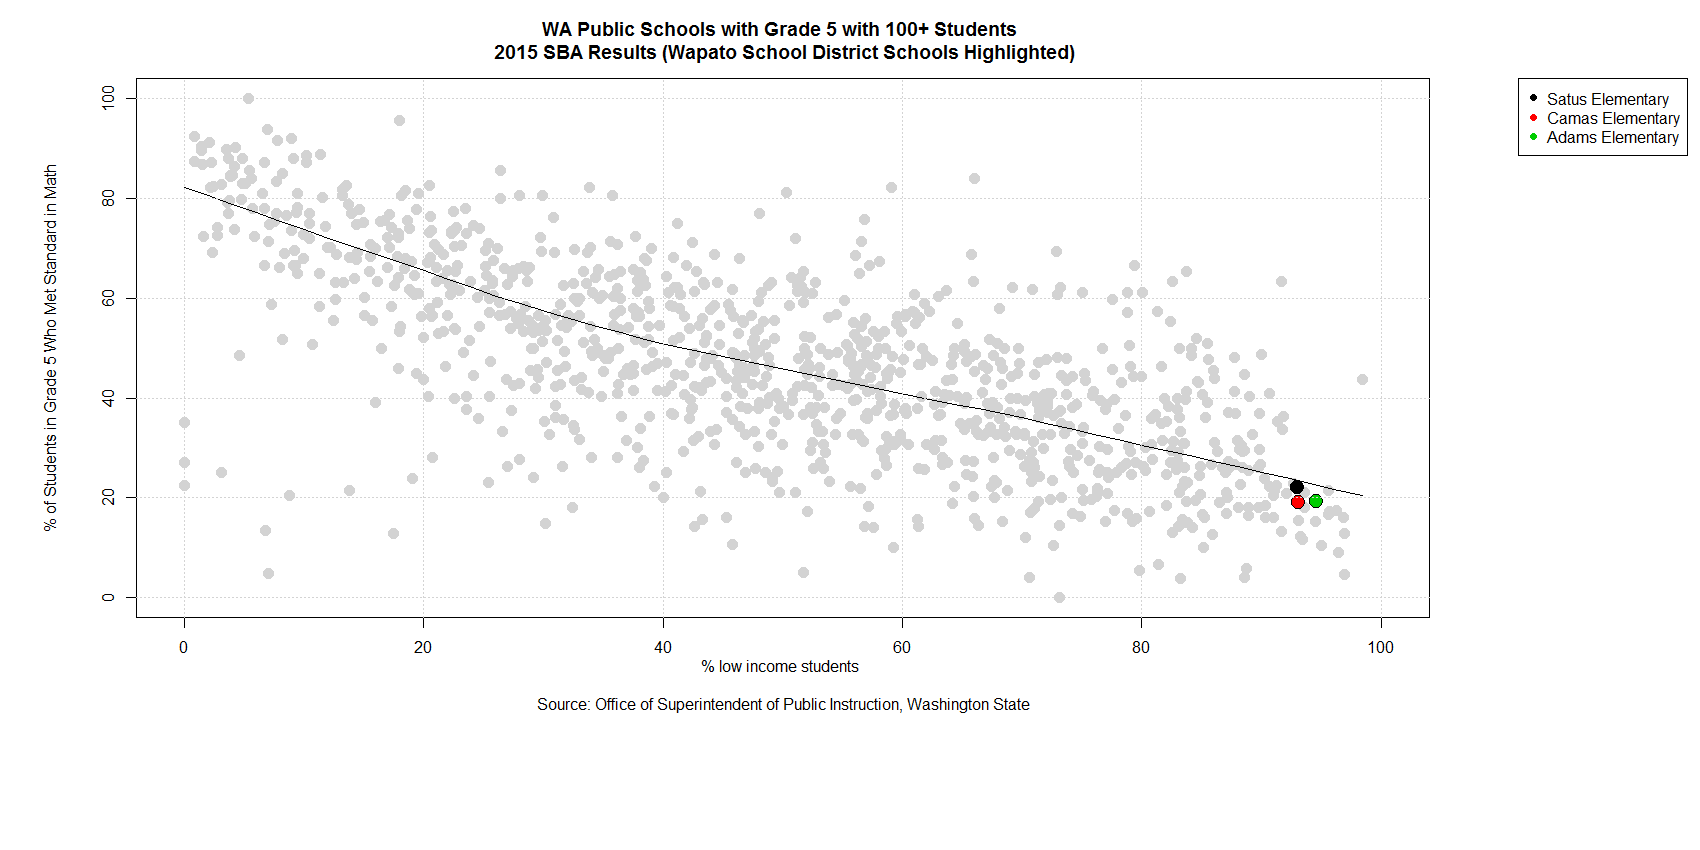 WA Public Schools with Grade 5 with 100+ Students
2015 SBA Results (Wapato School District Schools Highlighted)
Satus Elementary
Camas Elementary
Adams Elementary
% of Students in Grade 5 Who Met Standard in Math
100
80
60
40
20
0
0 20 40 60 80 100
% low income students
Source: Office of Superintendent of Public Instruction, Washington State